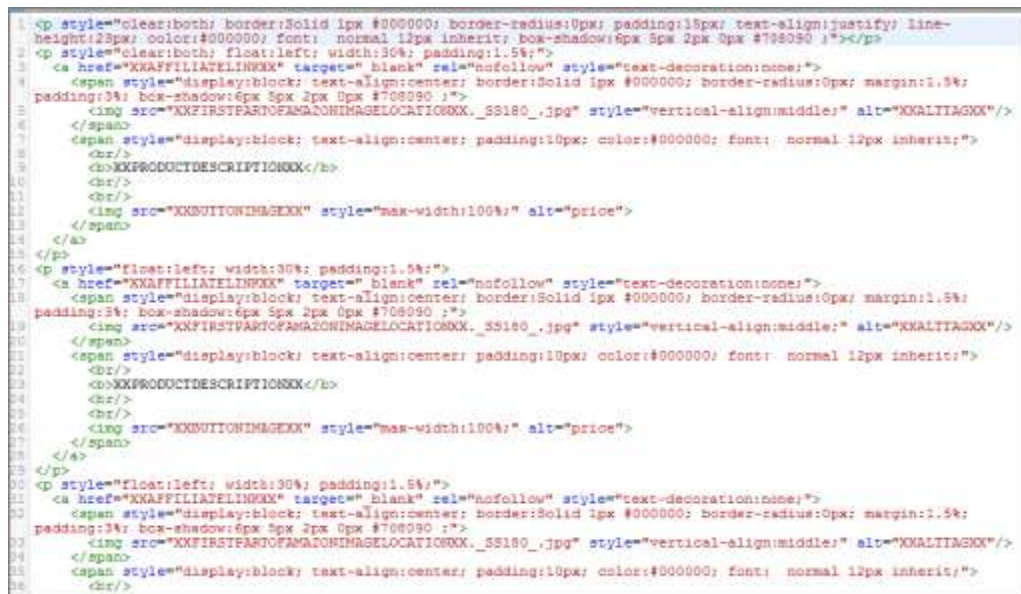 1 <p style="clear:both; border:Solid 1px #000000; border-radius:0px; padding:15px; text-align:justify; line-
height:23px; color:#000000; font:  normal 12px inherit; box-shadow:6px 5px 2px 0px #708090 ;"></p>
2 <p style="clear:both; float:left; width:30%; padding:1.5%;">
3 <a href="XXAFFILIATELINKXX" target="_blank" rel="nofollow" style="text-decoration:none;">
4 <span style="display:block; text-align:center; border:Solid 1px #000000; border-radius:0px; margin:1.5%;
padding:3%; box-shadow:6px 5px 2px 0px #708090 ;">
5 <img src="XXFIRSTPARTOFAMAZONIMAGELOCATIONXX._SS180_.jpg" style="vertical-align:middle;" alt="XXALTTAGXX"/>
6 </span>
7 <span style="display:block; text-align:center; padding:10px; color:#000000; font:  normal 12px inherit;">
8 <br/>
9 <b>XXPRODUCTDESCRIPTIONXX</b>
10 <br/>
11 <br/>
12 <img src="XXBUTTONIMAGEXX" style="max-width:100%;" alt="price">
13 </span>
14 </a>
15 </p>
16 <p style="float:left; width:30%; padding:1.5%;">
17 <a href="XXAFFILIATELINKXX" target="_blank" rel="nofollow" style="text-decoration:none;">
18 <span style="display:block; text-align:center; border:Solid 1px #000000; border-radius:0px; margin:1.5%;
padding:3%; box-shadow:6px 5px 2px 0px #708090 ;">
19 <img src="XXFIRSTPARTOFAMAZONIMAGELOCATIONXX._SS180_.jpg" style="vertical-align:middle;" alt="XXALTTAGXX"/>
20 </span>
21 <span style="display:block; text-align:center; padding:10px; color:#000000; font:  normal 12px inherit;">
22 <br/>
23 <b>XXPRODUCTDESCRIPTIONXX</b>
24 <br/>
25 <br/>
26 <img src="XXBUTTONIMAGEXX" style="max-width:100%;" alt="price">
27 </span>
28 </a>
29 </p>
30 <p style="float:left; width:30%; padding:1.5%;">
31 <a href="XXAFFILIATELINKXX" target="_blank" rel="nofollow" style="text-decoration:none;">
32 <span style="display:block; text-align:center; border:Solid 1px #000000; border-radius:0px; margin:1.5%;
padding:3%; box-shadow:6px 5px 2px 0px #708090 ;">
33 <img src="XXFIRSTPARTOFAMAZONIMAGELOCATIONXX._SS180_.jpg" style="vertical-align:middle;" alt="XXALTTAGXX"/>
34 </span>
35 <span style="display:block; text-align:center; padding:10px; color:#000000; font:  normal 12px inherit;">
36 <br/>